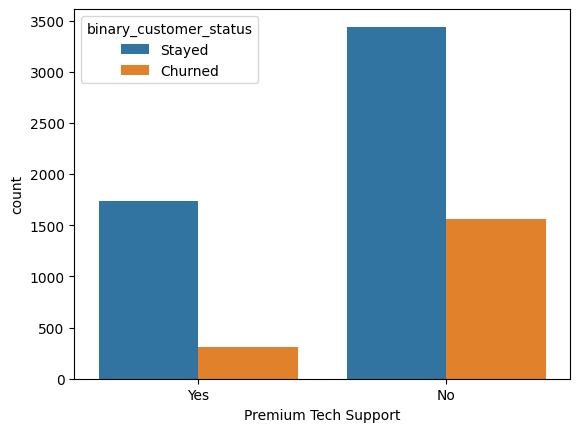 3500
3000
2500
2000
1500
1000
500
0
count
binary_customer_status
Stayed
Churned
Yes
No
Premium Tech Support